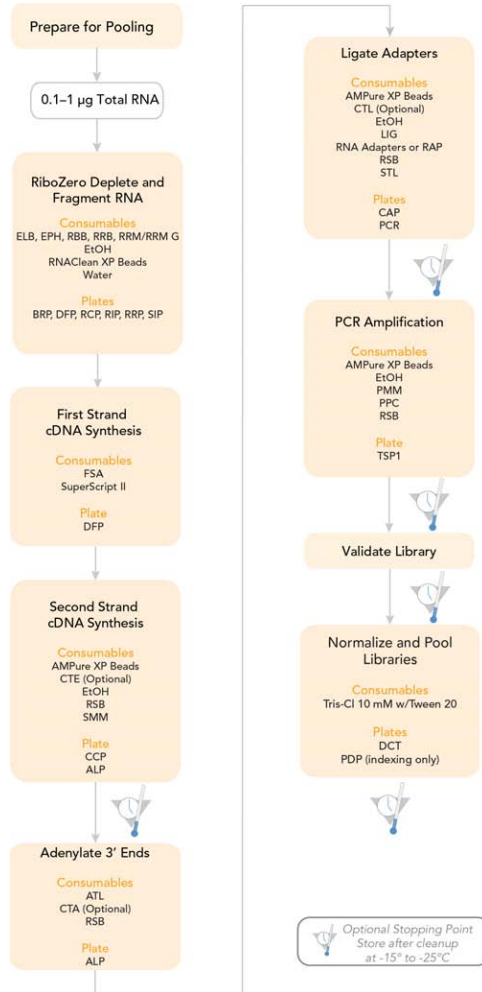 Prepare for Pooling
0.1–1 µg Total RNA
RiboZero Deplete and
Fragment RNA
Consumables
ELB, EPH, RBB, RRB, RRM/RRM G
EtOH
RNAClean XP Beads
Water
Plates
BRP, DFP, RCP, RIP, RRP, SIP
First Strand
cDNA Synthesis
Consumables
FSA
SuperScript II
Plate
DFP
Second Strand
cDNA Synthesis
Consumables
AMPure XP Beads
CTE (Optional)
EtOH
RSB
SMM
Plate
CCP
ALP
Adenylate 3’ Ends
Consumables
ATL
CTA (Optional)
RSB
Plate
ALP
Ligate Adapters
Consumables
AMPure XP Beads
CTL (Optional)
EtOH
LIG
RNA Adapters or RAP
RSB
STL
Plates
CAP
PCR
PCR Amplification
Consumables
AMPure XP Beads
EtOH
PMM
PPC
RSB
Plate
TSP1
Validate Library
Normalize and Pool
Libraries
Consumables
Tris-Cl 10 mM w/Tween 20
Plates
DCT
PDP (indexing only)
Optional Stopping Point
Store after cleanup
at -15° to -25°C